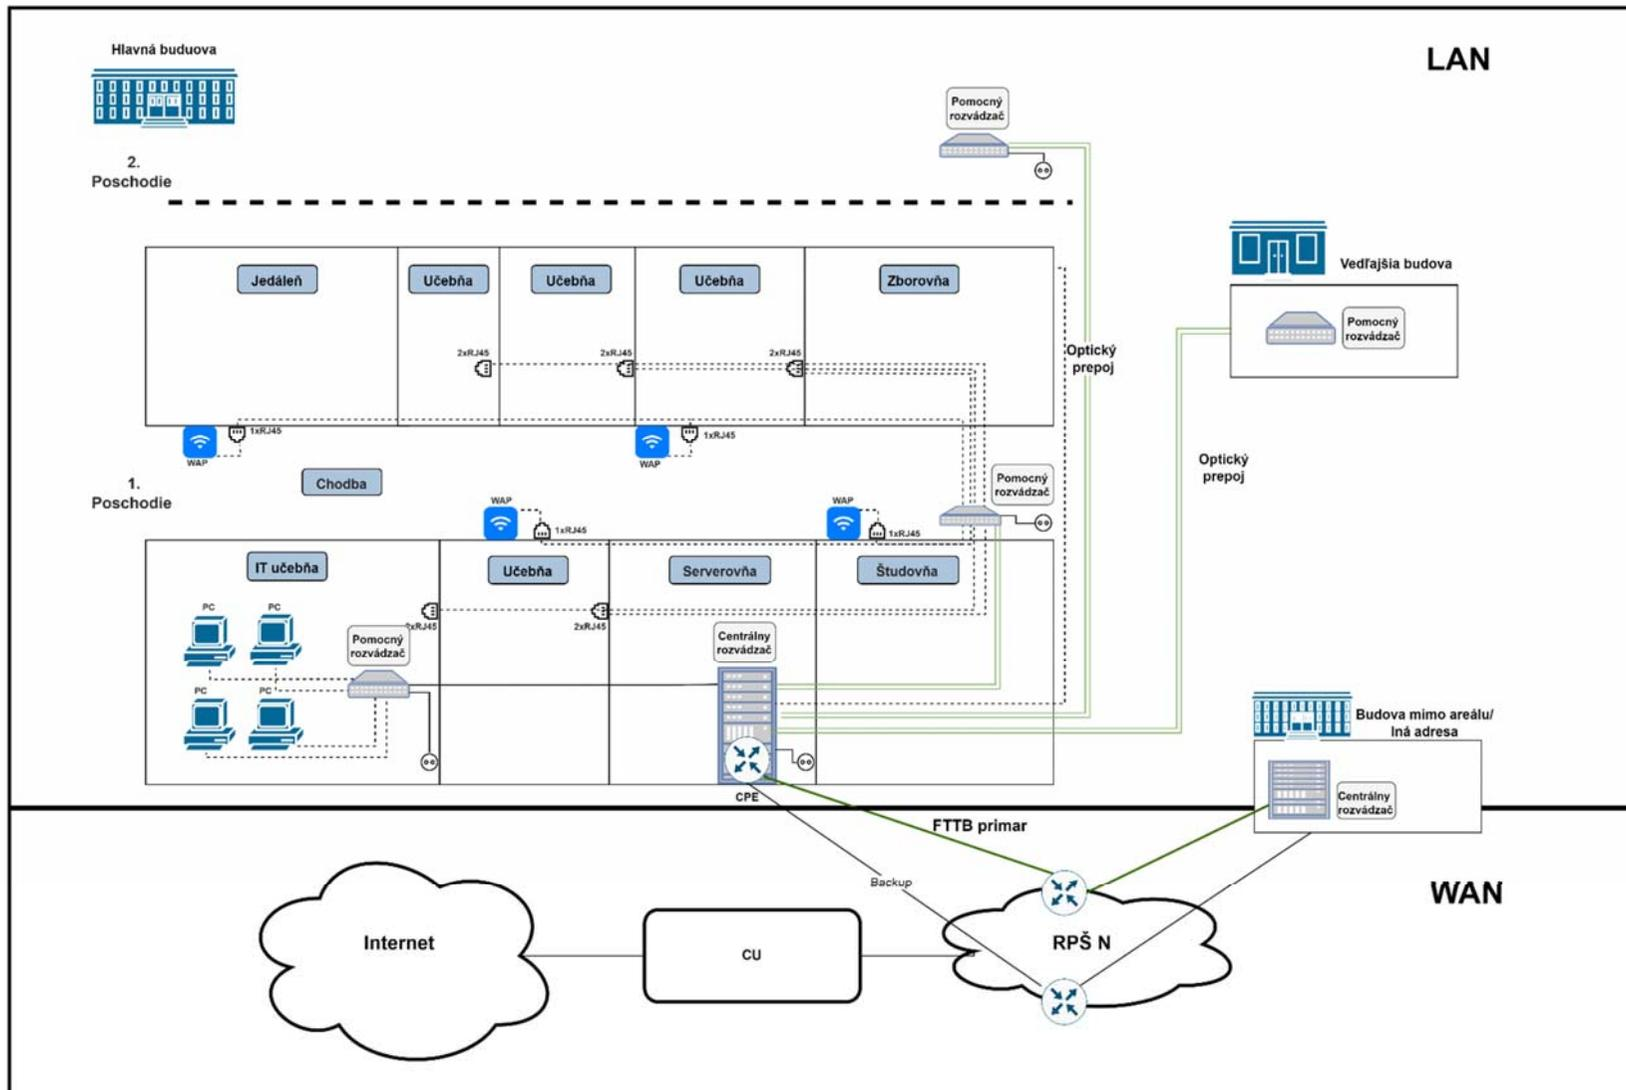 Hlavná buduova
LAN
Pomocný
rozvádzač
2.
Poschodie
Vedľajšia budova
Jedáleň
Učebňa
Učebňa
Učebňa
Zborovňa
Pomocný
rozvádzač
2xRJ45
2xRJ45
2xRJ45
Optický
prepoj
1xRJ45
1xRJ45
WAP
WAP
Optický
prepoj
Chodba
1.
Poschodie
Pomocný
rozvádzač
WAP
WAP
1xRJ45
1xRJ45
IT učebňa
Učebňa
Serverovňa
Študovňa
PC
PC
2xRJ45
2xRJ45
Pomocný
rozvádzač
Centrálny
rozvádzač
PC
PC
Budova mimo areálu/
Iná adresa
CPE
Centrálny
rozvádzač
FTTB primar
Backup
WAN
Internet
CU
RPŠ N